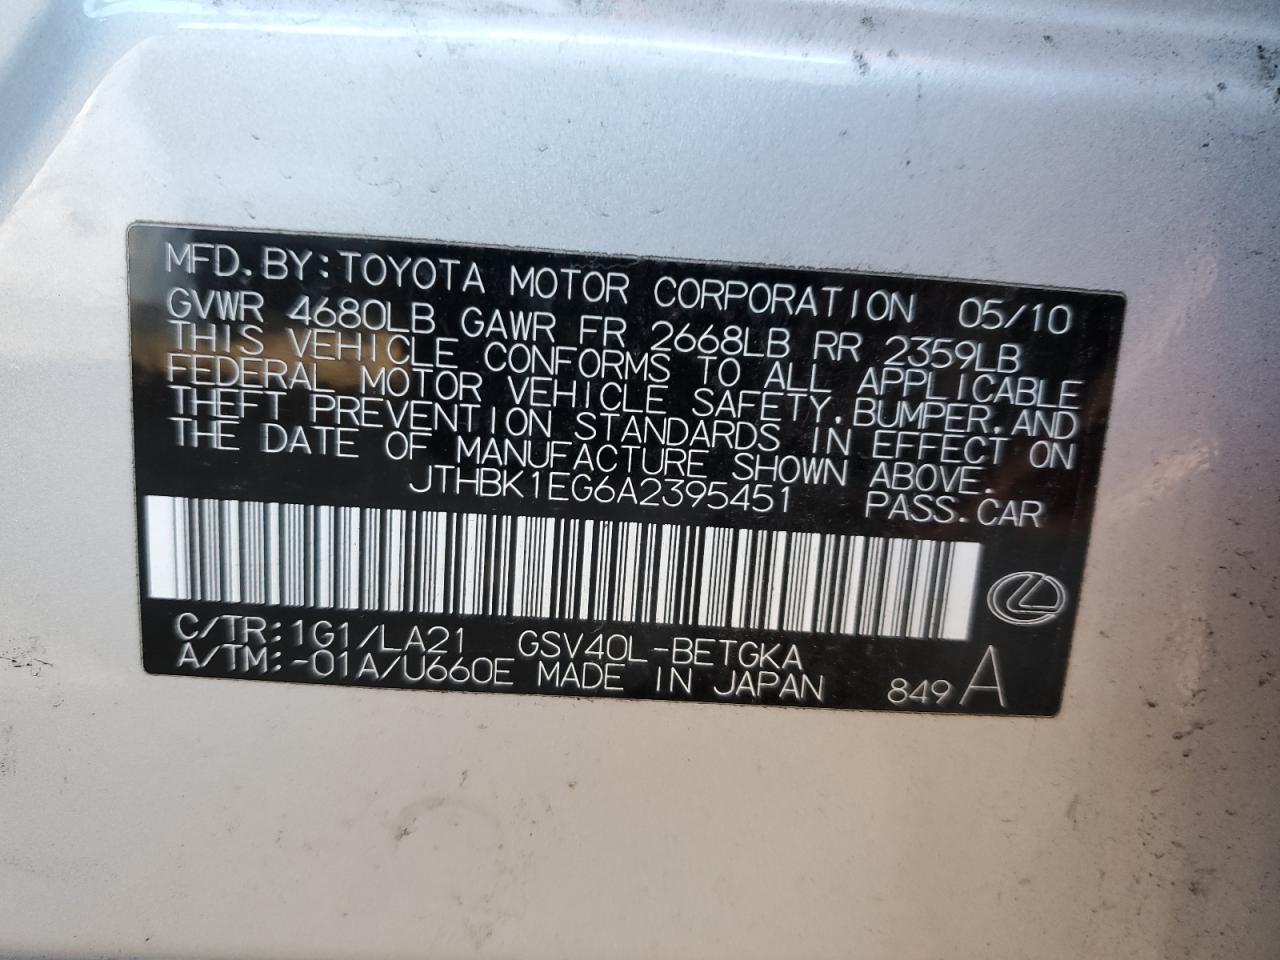 MFD.BY:TOYOTA MOTOR CORPORATION 05/10
GVWR 4680LB GAWR FR 2668LB RR 2359LB
THIS VEHICLE CONFORMS TO ALL APPLICABLE
FEDERAL MOTOR VEHICLE SAFETY,BUMPER,AND
THEFT PREVENTION STANDARDS IN EFFECT ON
THE DATE OF MANUFACTURE SHOWN ABOVE.
JTHBK1EG6A2395451 PASS.CAR
C/TR:1G1/LA21 GSV40L-BETGKA
A/TM:-01A/U660E MADE IN JAPAN 849 A